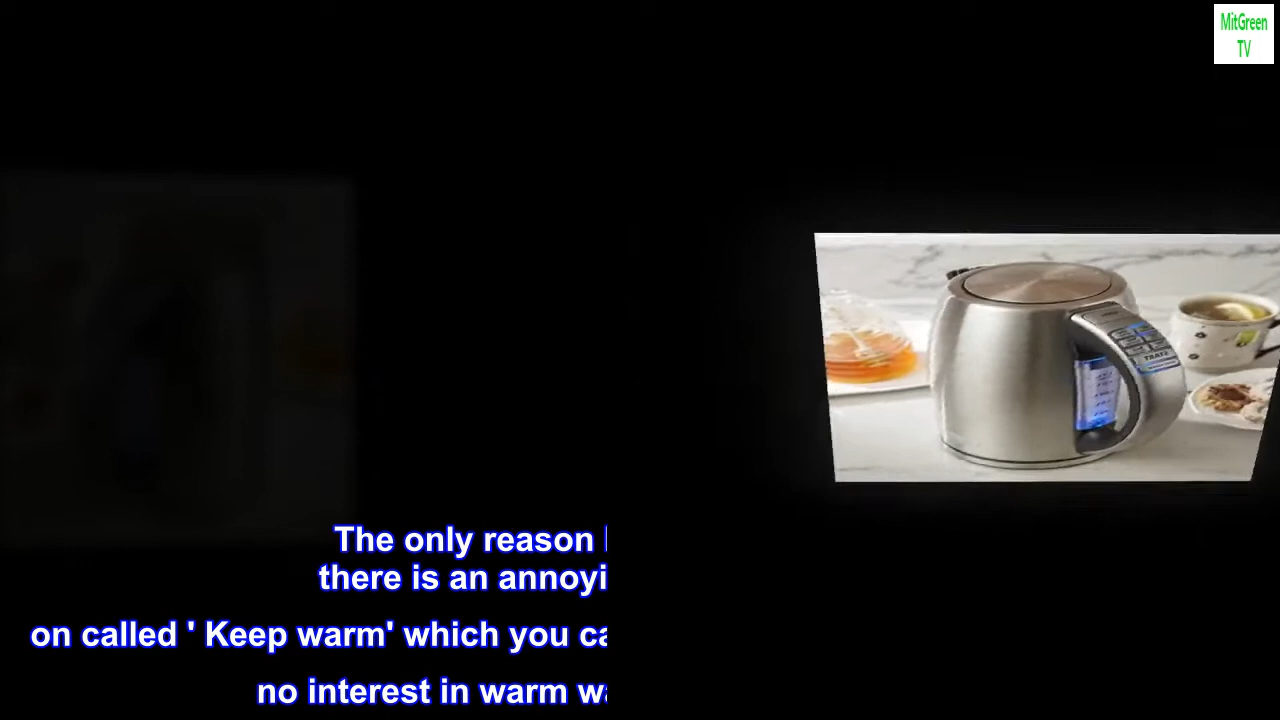 MitGreen
TV
The only reason
there is an annoyi
on called ' Keep warm' which you ca
no interest in warm wa